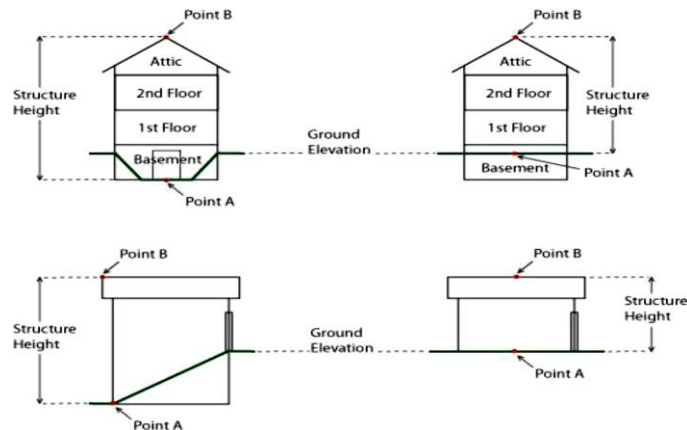 Point B
Attic
2nd Floor
1st Floor
Basement
Structure
Height
Point A
Ground
Elevation
Point B
Attic
2nd Floor
1st Floor
Basement
Structure
Height
Point A
Point B
Structure
Height
Point A
Ground
Elevation
Point B
Structure
Height
Point A